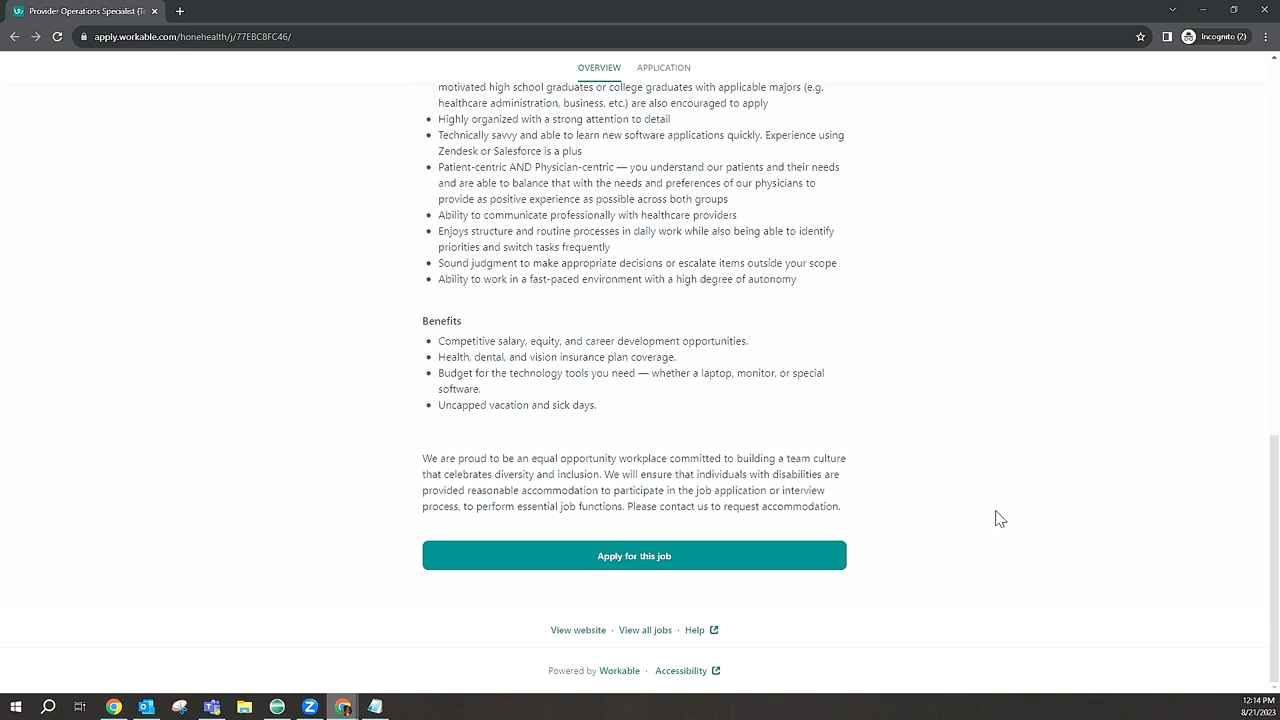 Provider Operations Specialist (Te
apply.workable.com/honehealth/j/77EBC8FC46/
Incognito (2)
OVERVIEW APPLICATION
motivated high school graduates or college graduates with applicable majors (e.g.
healthcare administration, business, etc.) are also encouraged to apply
Highly organized with a strong attention to detail
Technically savvy and able to learn new software applications quickly. Experience using
Zendesk or Salesforce is a plus
Patient-centric AND Physician-centric — you understand our patients and their needs
and are able to balance that with the needs and preferences of our physicians to
provide as positive experience as possible across both groups
Ability to communicate professionally with healthcare providers
Enjoys structure and routine processes in daily work while also being able to identify
priorities and switch tasks frequently
Sound judgment to make appropriate decisions or escalate items outside your scope
Ability to work in a fast-paced environment with a high degree of autonomy
Benefits
Competitive salary, equity, and career development opportunities.
Health, dental, and vision insurance plan coverage.
Budget for the technology tools you need — whether a laptop, monitor, or special
software.
Uncapped vacation and sick days.
We are proud to be an equal opportunity workplace committed to building a team culture
that celebrates diversity and inclusion. We will ensure that individuals with disabilities are
provided reasonable accommodation to participate in the job application or interview
process, to perform essential job functions. Please contact us to request accommodation.
Apply for this job
View website · View all jobs · Help
Powered by Workable · Accessibility
12:14 PM
8/21/2023